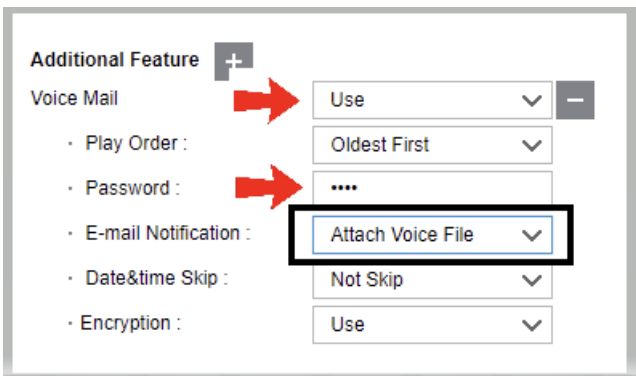 Additional Feature +
Voice Mail Use −
· Play Order : Oldest First
· Password : ••••
· E-mail Notification : Attach Voice File
· Date&time Skip : Not Skip
· Encryption : Use